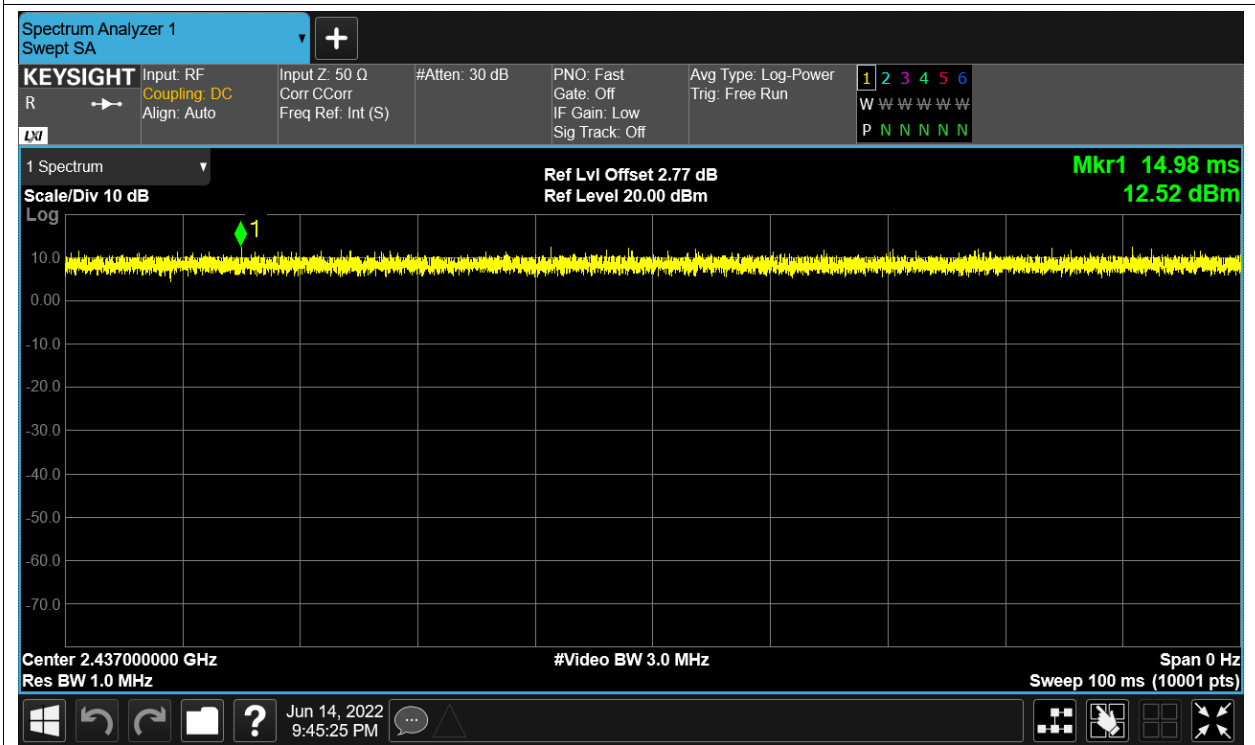 Spectrum Analyzer 1
Swept SA
KEYSIGHT
R
LXI
Input: RF
Coupling: DC
Align: Auto
Input Z: 50 Ω
Corr CCorr
Freq Ref: Int (S)
#Atten: 30 dB
PNO: Fast
Gate: Off
IF Gain: Low
Sig Track: Off
Avg Type: Log-Power
Trig: Free Run
1 2 3 4 5 6
W W W W W W
P N N N N N
1 Spectrum
Scale/Div 10 dB
Log
Ref Lvl Offset 2.77 dB
Ref Level 20.00 dBm
Mkr1 14.98 ms
12.52 dBm
1
10.0
0.00
-10.0
-20.0
-30.0
-40.0
-50.0
-60.0
-70.0
Center 2.437000000 GHz
Res BW 1.0 MHz
#Video BW 3.0 MHz
Span 0 Hz
Sweep 100 ms (10001 pts)
?
Jun 14, 2022
9:45:25 PM